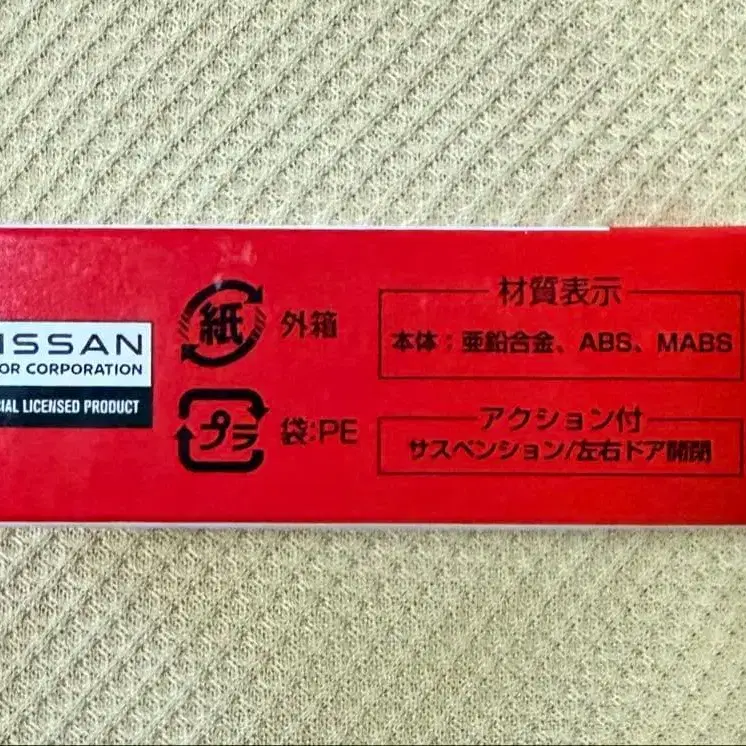 ISSAN
OR CORPORATION
IAL LICENSED PRODUCT
紙 外箱
プラ 袋:PE
材質表示
本体:亜鉛合金、ABS、MABS
アクション付
サスペンション/左右ドア開閉